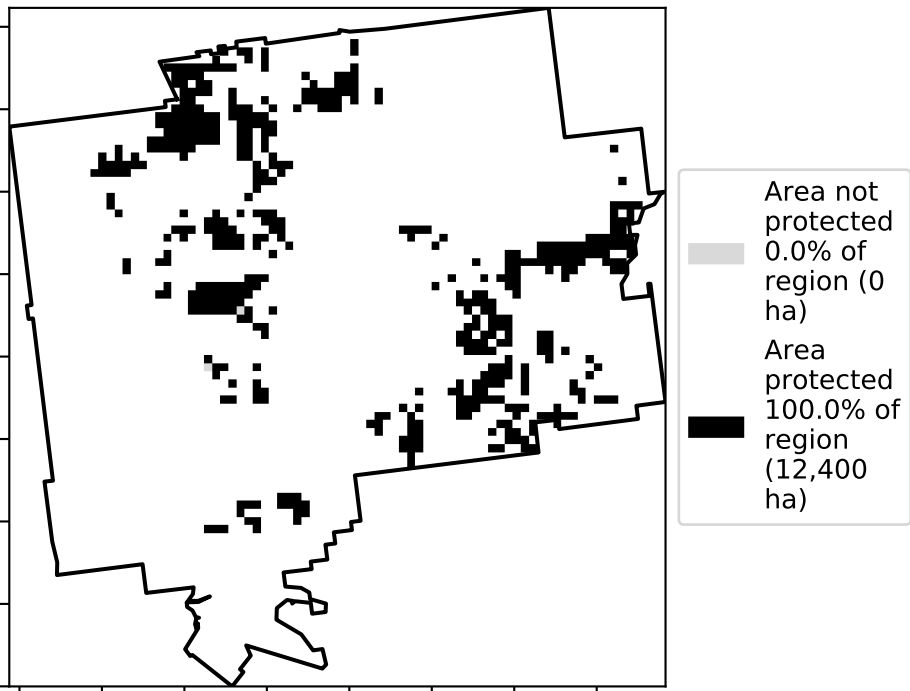 Area not
protected
0.0% of
region (0
ha)
Area
protected
100.0% of
region
(12,400
ha)